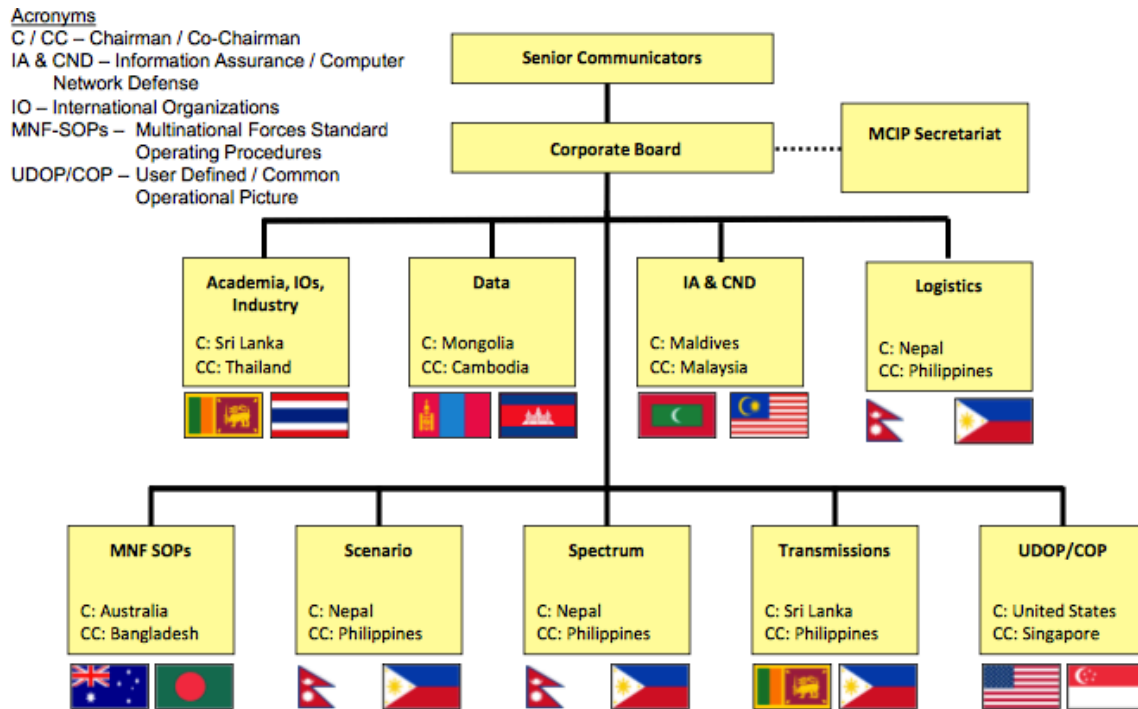 Acronyms
C / CC – Chairman / Co-Chairman
IA & CND – Information Assurance / Computer
Network Defense
IO – International Organizations
MNF-SOPs – Multinational Forces Standard
Operating Procedures
UDOP/COP – User Defined / Common
Operational Picture
Senior Communicators
Corporate Board
MCIP Secretariat
Academia, IOs,
Industry
C: Sri Lanka
CC: Thailand
Data
C: Mongolia
CC: Cambodia
IA & CND
C: Maldives
CC: Malaysia
Logistics
C: Nepal
CC: Philippines
MNF SOPs
C: Australia
CC: Bangladesh
Scenario
C: Nepal
CC: Philippines
Spectrum
C: Nepal
CC: Philippines
Transmissions
C: Sri Lanka
CC: Philippines
UDOP/COP
C: United States
CC: Singapore